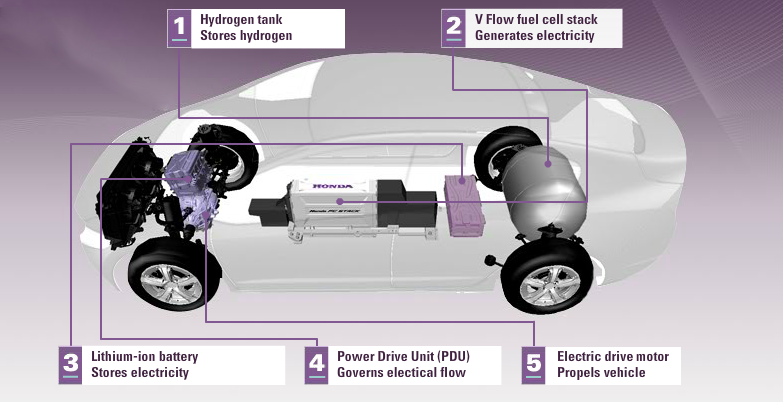 1
Hydrogen tank
Stores hydrogen
2
V Flow fuel cell stack
Generates electricity
HONDA
Honda FC STACK
3
Lithium-ion battery
Stores electricity
4
Power Drive Unit (PDU)
Governs electical flow
5
Electric drive motor
Propels vehicle